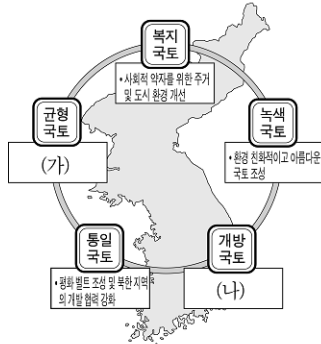 복지
국토
• 사회적 약자를 위한 주거
및 도시 환경 개선
균형
국토
(가)
녹색
국토
• 환경 친화적이고 아름다운
국토 조성
통일
국토
• 평화 벨트 조성 및 북한 지역
의 개발 협력 강화
개방
국토
(나)